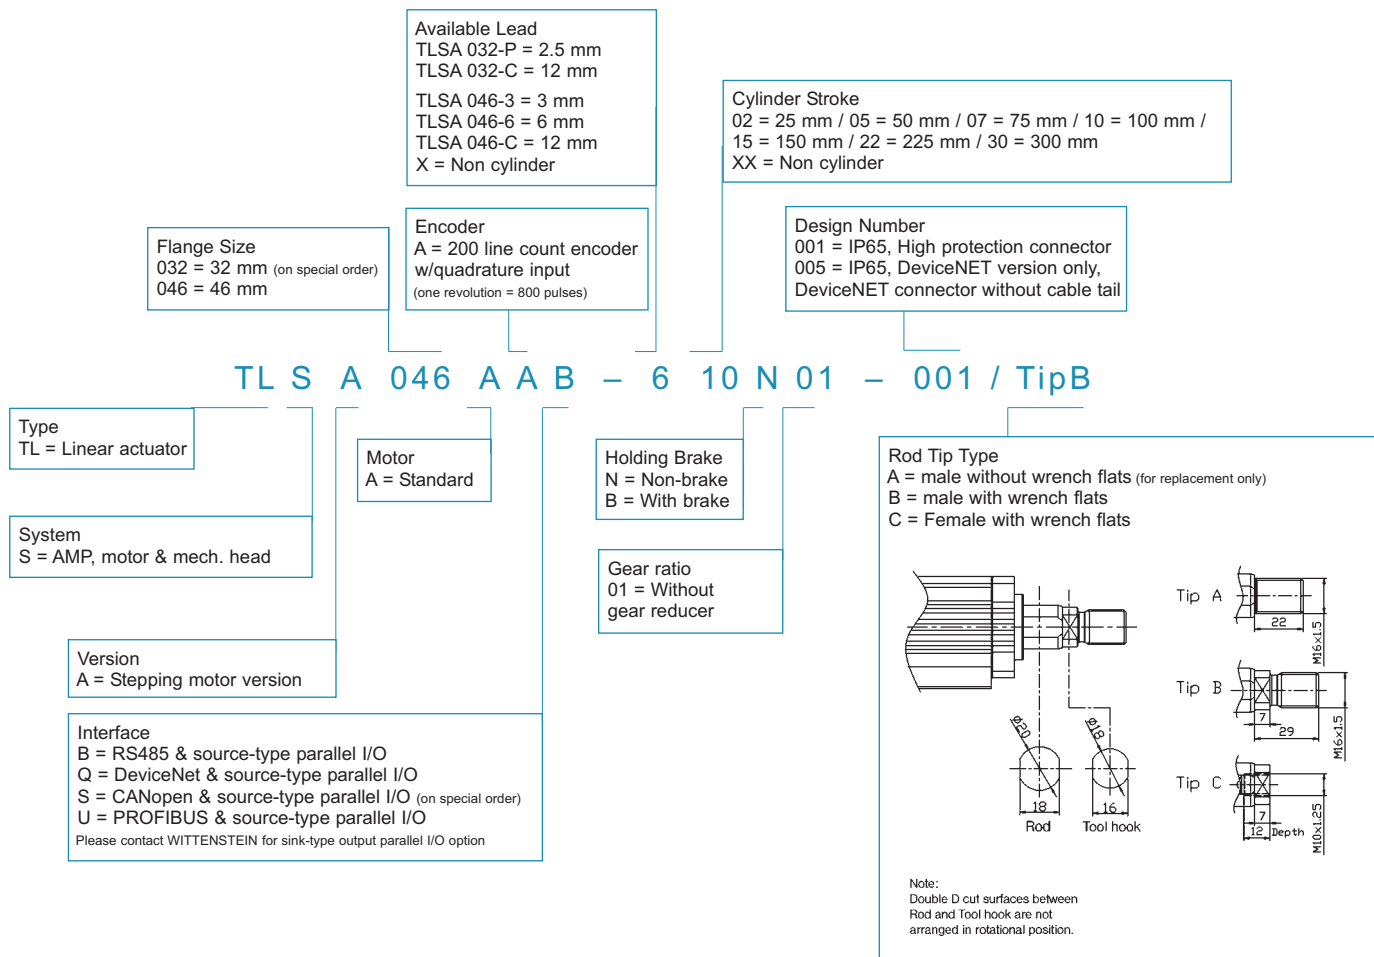 Available Lead
TLSA 032-P = 2.5 mm
TLSA 032-C = 12 mm
TLSA 046-3 = 3 mm
TLSA 046-6 = 6 mm
TLSA 046-C = 12 mm
X = Non cylinder
Cylinder Stroke
02 = 25 mm / 05 = 50 mm / 07 = 75 mm / 10 = 100 mm /
15 = 150 mm / 22 = 225 mm / 30 = 300 mm
XX = Non cylinder
Flange Size
032 = 32 mm (on special order)
046 = 46 mm
Encoder
A = 200 line count encoder
w/quadrature input
(one revolution = 800 pulses)
Design Number
001 = IP65, High protection connector
005 = IP65, DeviceNET version only,
DeviceNET connector without cable tail
TL S A 046 A A B – 6 10 N 01 – 001 / TipB
Type
TL = Linear actuator
Motor
A = Standard
Holding Brake
N = Non-brake
B = With brake
System
S = AMP, motor & mech. head
Gear ratio
01 = Without
gear reducer
Version
A = Stepping motor version
Interface
B = RS485 & source-type parallel I/O
Q = DeviceNet & source-type parallel I/O
S = CANopen & source-type parallel I/O (on special order)
U = PROFIBUS & source-type parallel I/O
Please contact WITTENSTEIN for sink-type output parallel I/O option
Rod Tip Type
A = male without wrench flats (for replacement only)
B = male with wrench flats
C = Female with wrench flats
Tip A
22
M16x1.5
Tip B
7
29
M16x1.5
Tip C
7
12 Depth
M10x1.25
ø20
18
Rod
ø18
16
Tool hook
Note:
Double D cut surfaces between
Rod and Tool hook are not
arranged in rotational position.